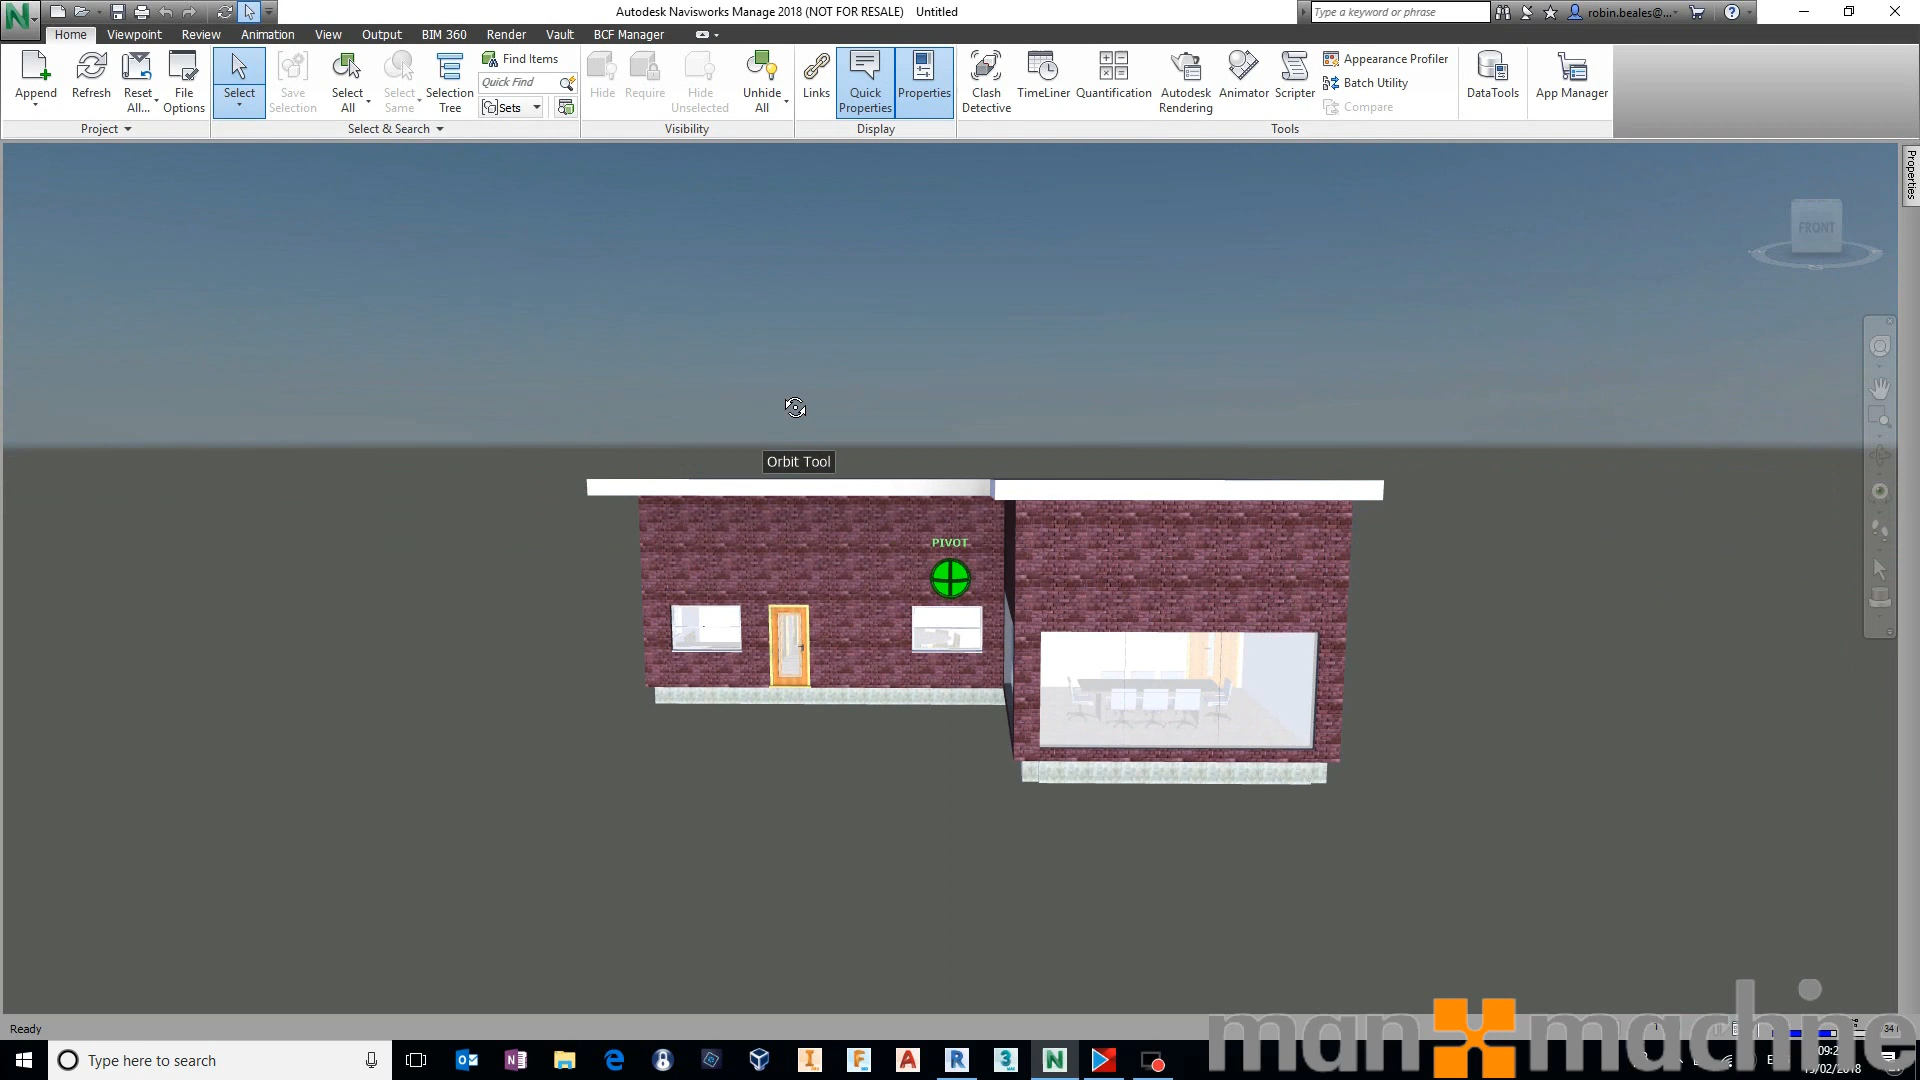 Autodesk Navisworks Manage 2018 (NOT FOR RESALE) Untitled
Type a keyword or phrase
robin.beales@...
Home Viewpoint Review Animation View Output BIM 360 Render Vault BCF Manager
Append
Refresh
Reset All...
File Options
Project
Select
Save Selection
Select All
Select Same
Selection Tree
Find Items
Quick Find
Sets
Select & Search
Hide
Require
Hide Unselected
Unhide All
Visibility
Links
Quick Properties
Properties
Display
Clash Detective
TimeLiner
Quantification
Autodesk Rendering
Animator
Scripter
Appearance Profiler
Batch Utility
Compare
Tools
DataTools
App Manager
Properties
FRONT
Orbit Tool
PIVOT
Ready
man machine
Type here to search